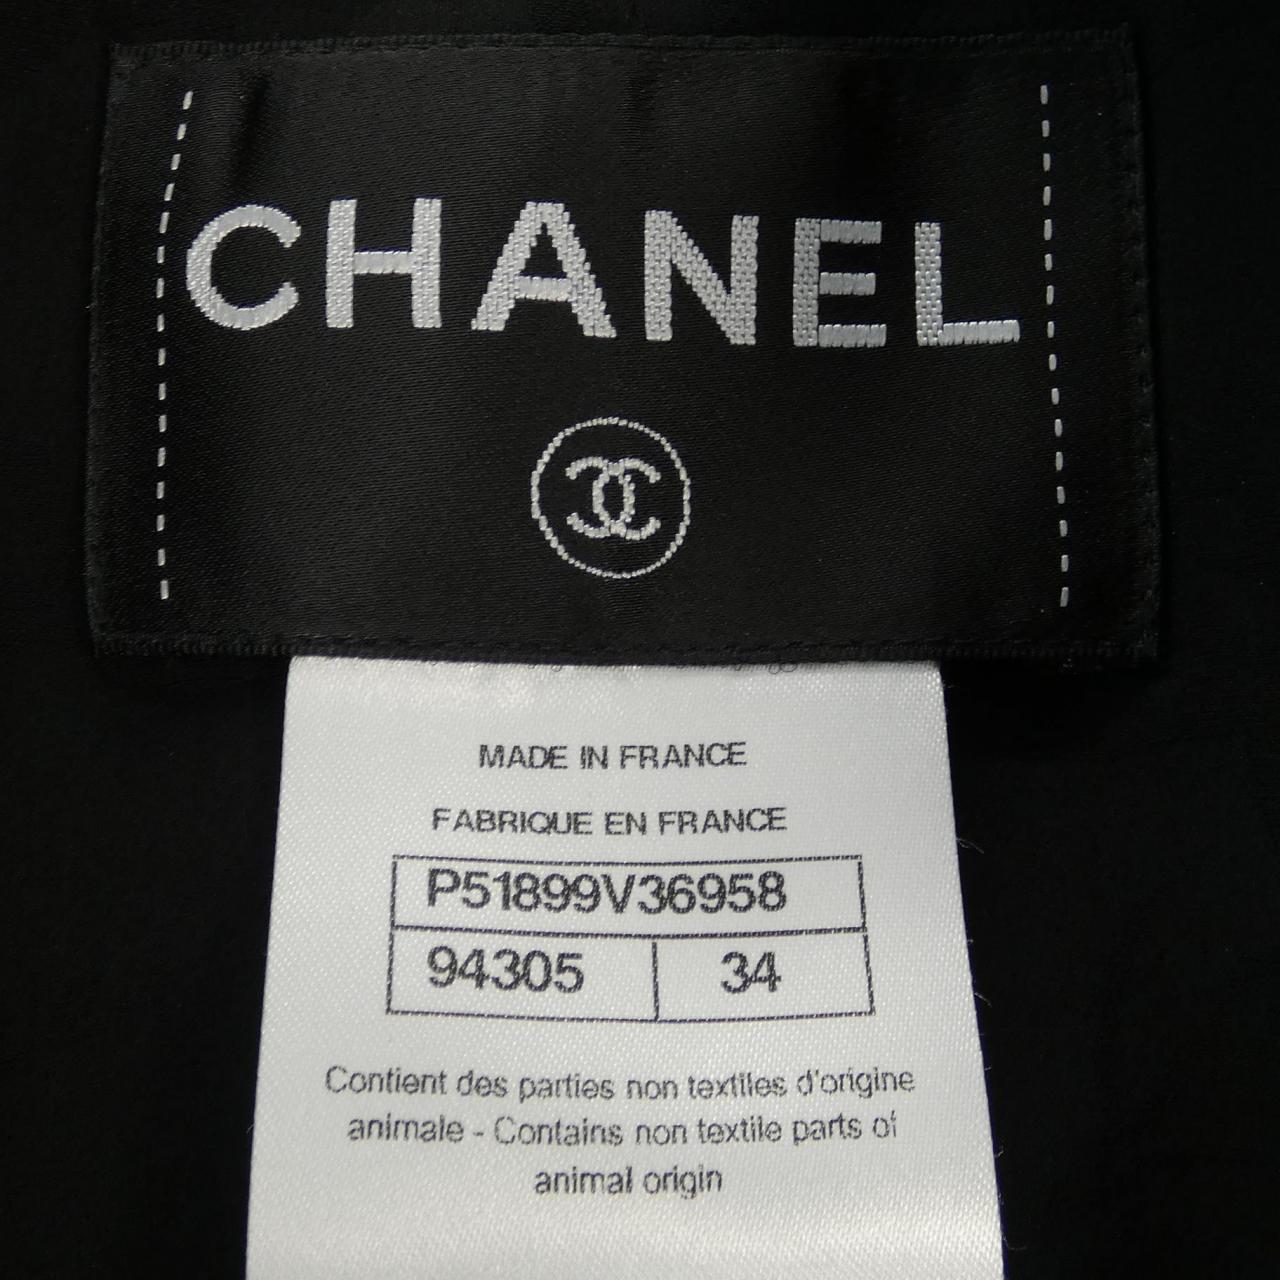 CHANEL
MADE IN FRANCE
FABRIQUE EN FRANCE
P51899V36958
94305 34
Contient des parties non textiles d'origine
animale - Contains non textile parts of
animal origin